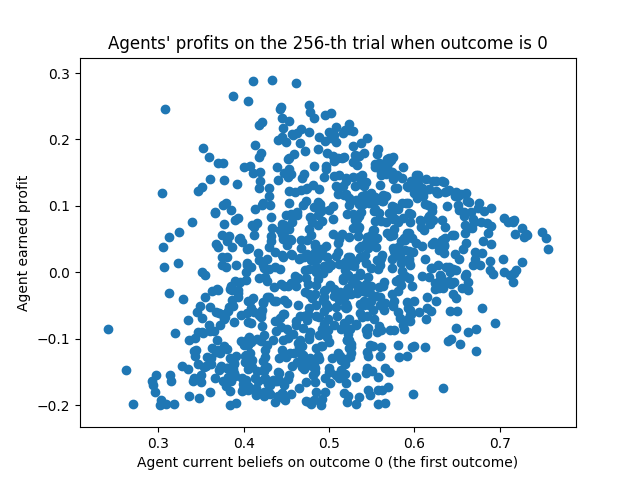 Agents' profits on the 256-th trial when outcome is 0
0.3
0.2
0.1
0.0
−0.1
−0.2
Agent earned profit
0.3 0.4 0.5 0.6 0.7
Agent current beliefs on outcome 0 (the first outcome)